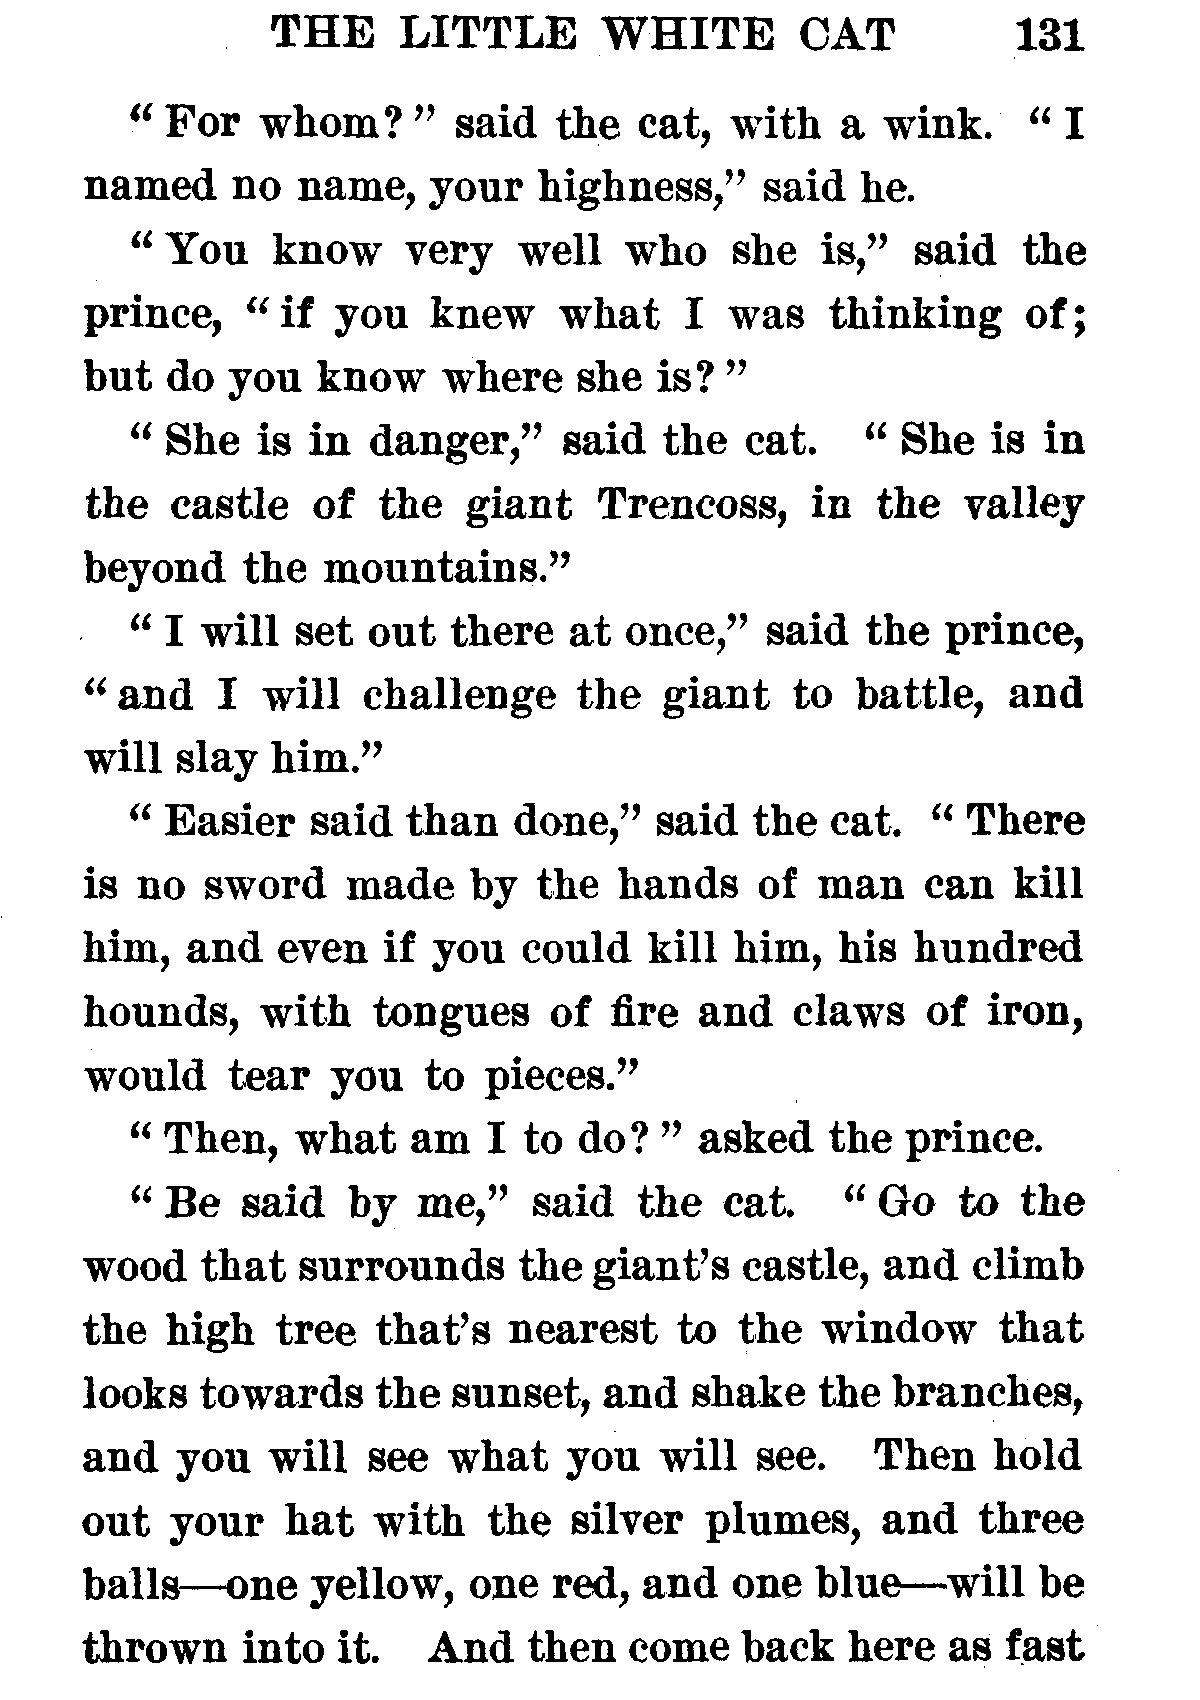 THE LITTLE WHITE CAT 131
" For whom? " said the cat, with a wink. " I
named no name, your highness," said he.
" You know very well who she is," said the
prince, " if you knew what I was thinking of;
but do you know where she is? "
" She is in danger," said the cat. " She is in
the castle of the giant Trencoss, in the valley
beyond the mountains."
" I will set out there at once," said the prince,
" and I will challenge the giant to battle, and
will slay him."
" Easier said than done," said the cat. " There
is no sword made by the hands of man can kill
him, and even if you could kill him, his hundred
hounds, with tongues of fire and claws of iron,
would tear you to pieces."
" Then, what am I to do? " asked the prince.
" Be said by me," said the cat. " Go to the
wood that surrounds the giant's castle, and climb
the high tree that's nearest to the window that
looks towards the sunset, and shake the branches,
and you will see what you will see. Then hold
out your hat with the silver plumes, and three
balls—one yellow, one red, and one blue—will be
thrown into it. And then come back here as fast